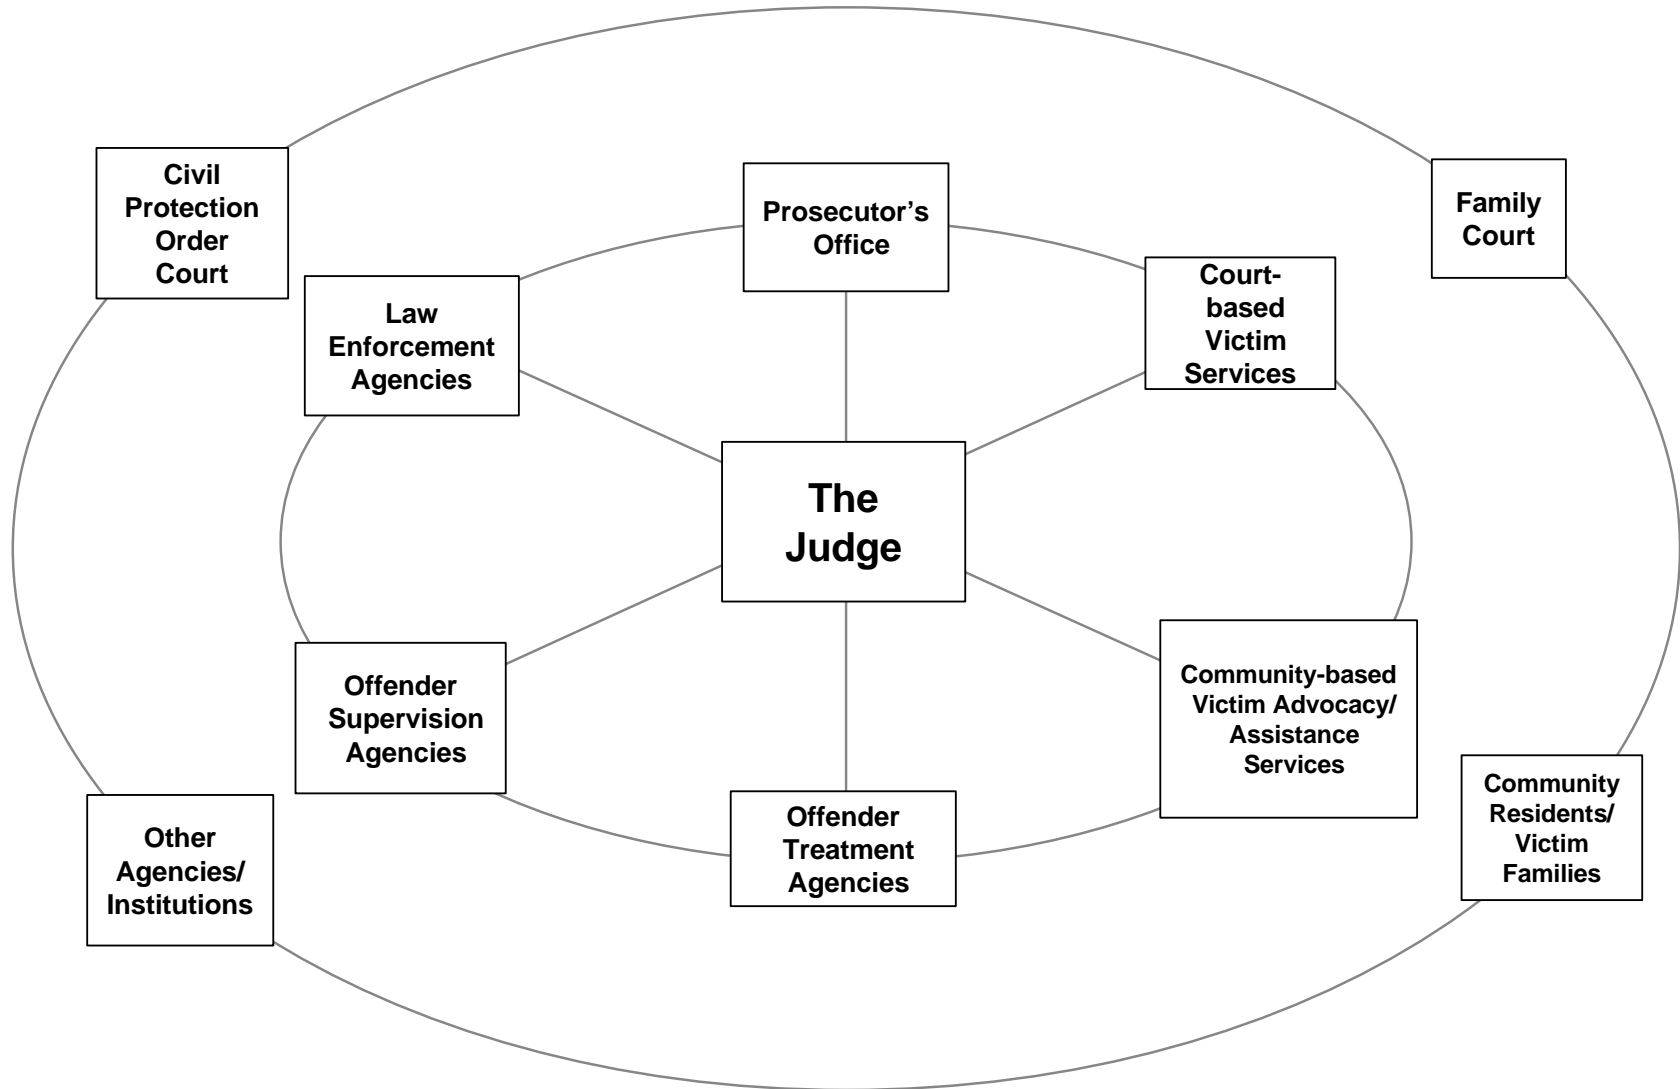 Civil
Protection
Order
Court
Prosecutor’s
Office
Family
Court
Law
Enforcement
Agencies
Court-
based
Victim
Services
The
Judge
Offender
Supervision
Agencies
Community-based
Victim Advocacy/
Assistance
Services
Other
Agencies/
Institutions
Offender
Treatment
Agencies
Community
Residents/
Victim
Families